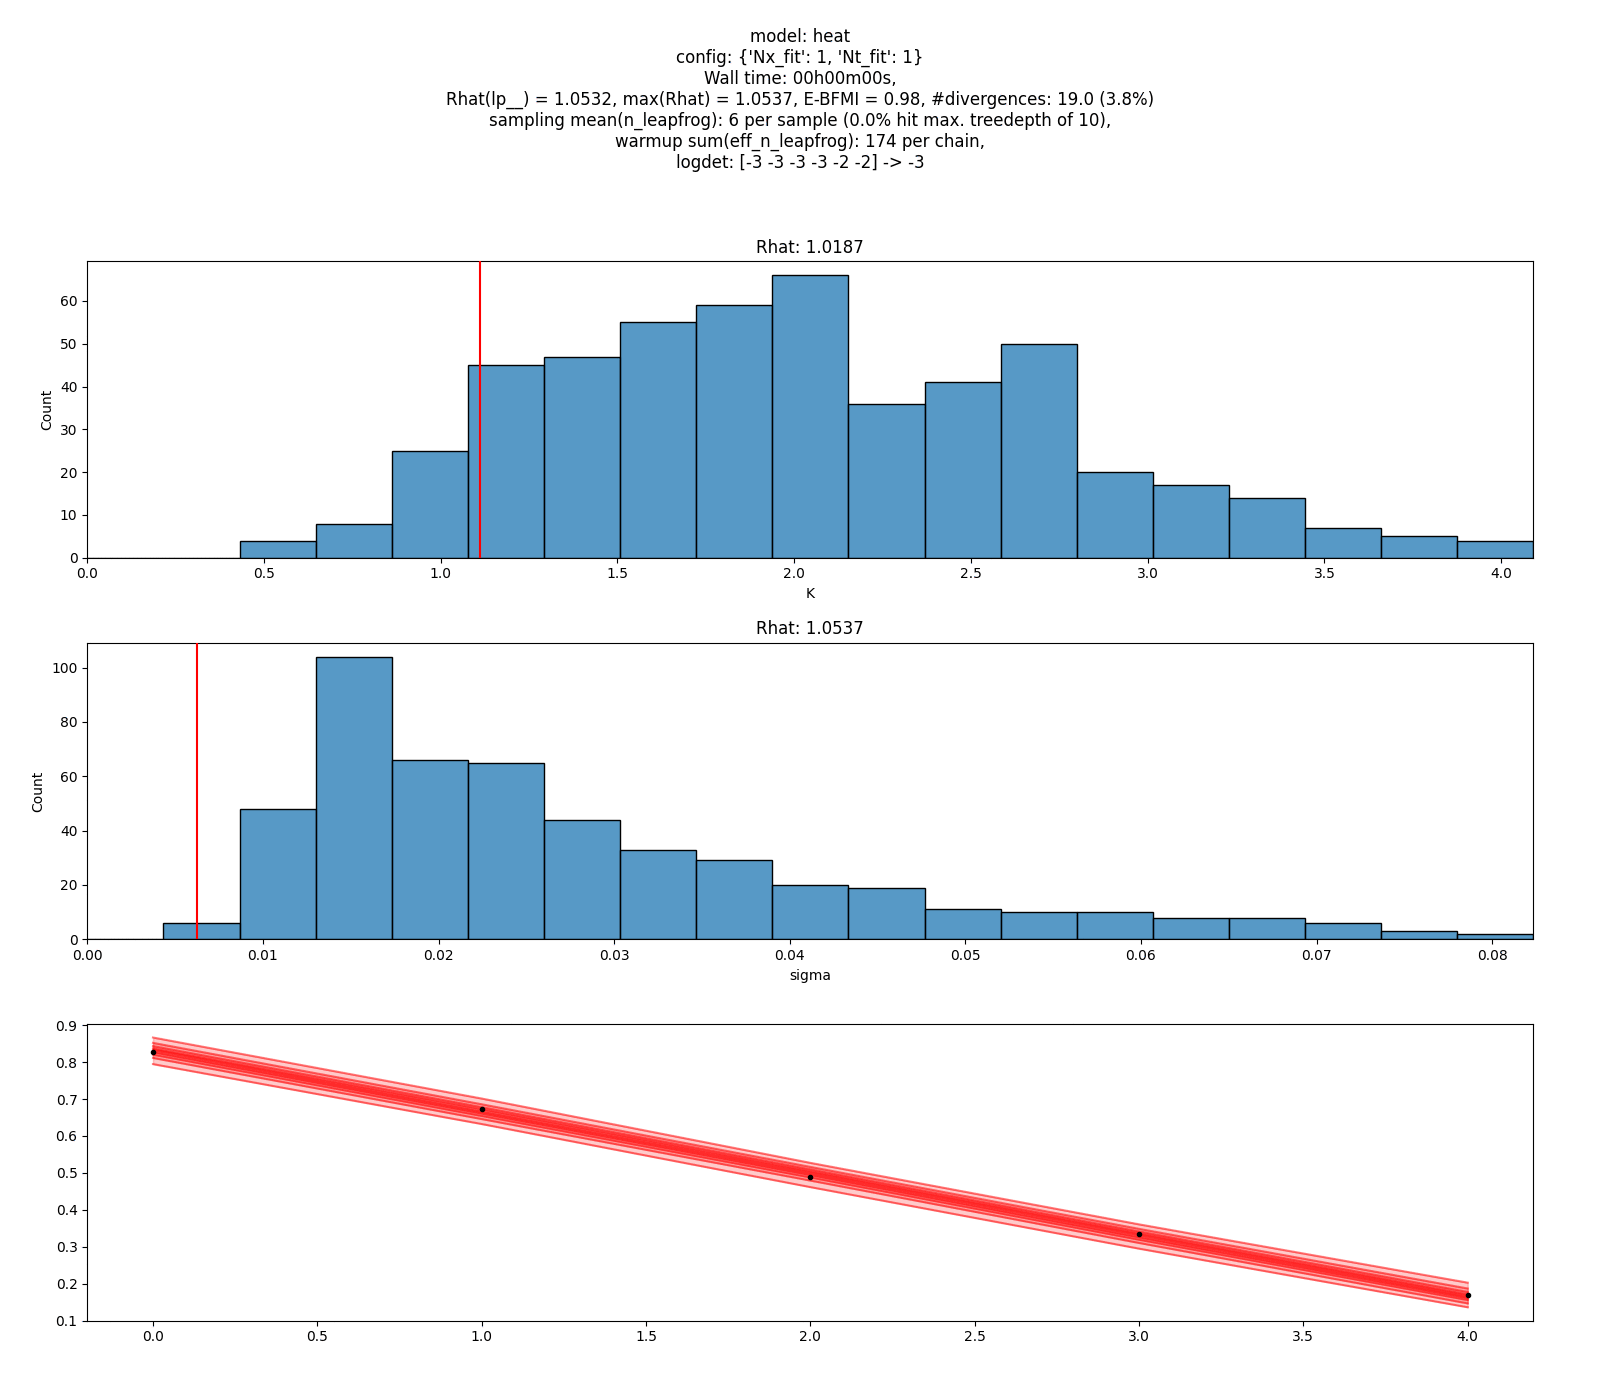 model: heat
config: {'Nx_fit': 1, 'Nt_fit': 1}
Wall time: 00h00m00s,
Rhat(lp__) = 1.0532, max(Rhat) = 1.0537, E-BFMI = 0.98, #divergences: 19.0 (3.8%)
sampling mean(n_leapfrog): 6 per sample (0.0% hit max. treedepth of 10),
warmup sum(eff_n_leapfrog): 174 per chain,
logdet: [-3 -3 -3 -3 -2 -2] -> -3
Rhat: 1.0187
60
50
40
30
20
10
0
Count
0.0 0.5 1.0 1.5 2.0 2.5 3.0 3.5 4.0
K
Rhat: 1.0537
100
80
60
40
20
0
Count
0.00 0.01 0.02 0.03 0.04 0.05 0.06 0.07 0.08
sigma
0.9
0.8
0.7
0.6
0.5
0.4
0.3
0.2
0.1
0.0 0.5 1.0 1.5 2.0 2.5 3.0 3.5 4.0